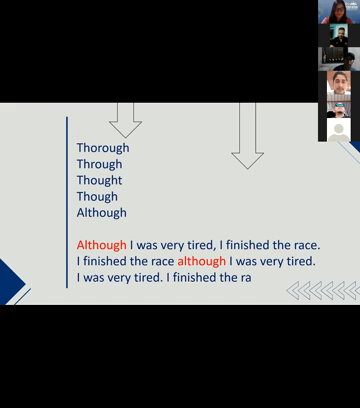 Thorough
Through
Thought
Though
Although
Although I was very tired, I finished the race.
I finished the race although I was very tired.
I was very tired. I finished the ra